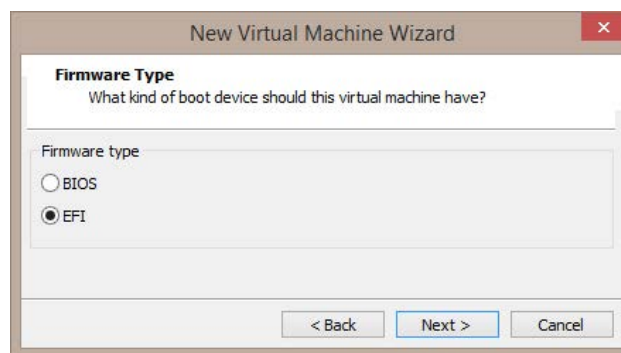 New Virtual Machine Wizard
Firmware Type
What kind of boot device should this virtual machine have?
Firmware type
BIOS
EFI
< Back
Next >
Cancel